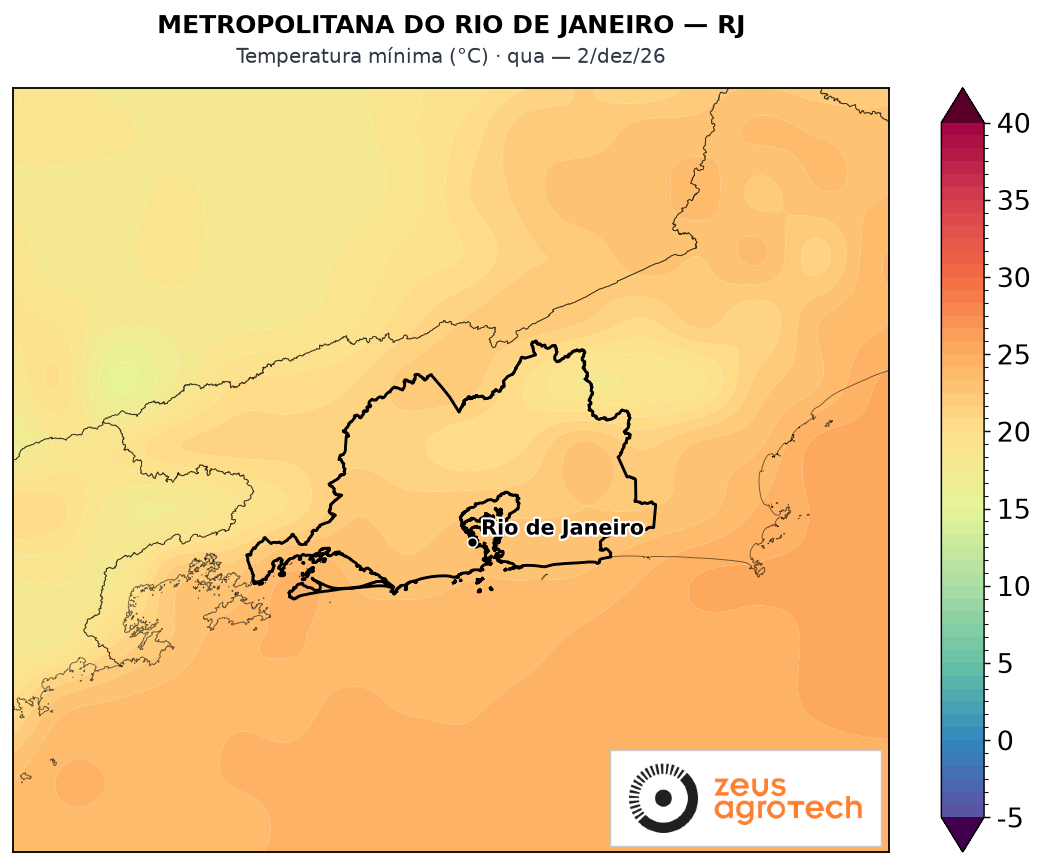 METROPOLITANA DO RIO DE JANEIRO — RJ
Temperatura mínima (°C) · qua — 2/dez/26
40
35
30
25
20
15
10
5
0
-5
Rio de Janeiro
zeus
agrotech